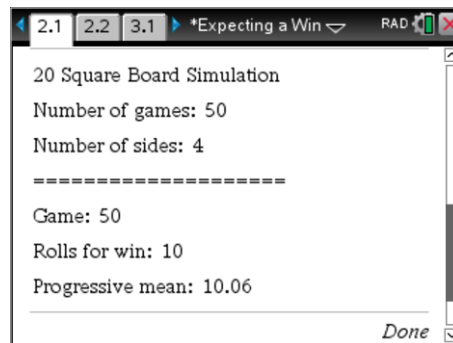 2.1 2.2 3.1 *Expecting a Win RAD
20 Square Board Simulation
Number of games: 50
Number of sides: 4
====================
Game: 50
Rolls for win: 10
Progressive mean: 10.06
Done